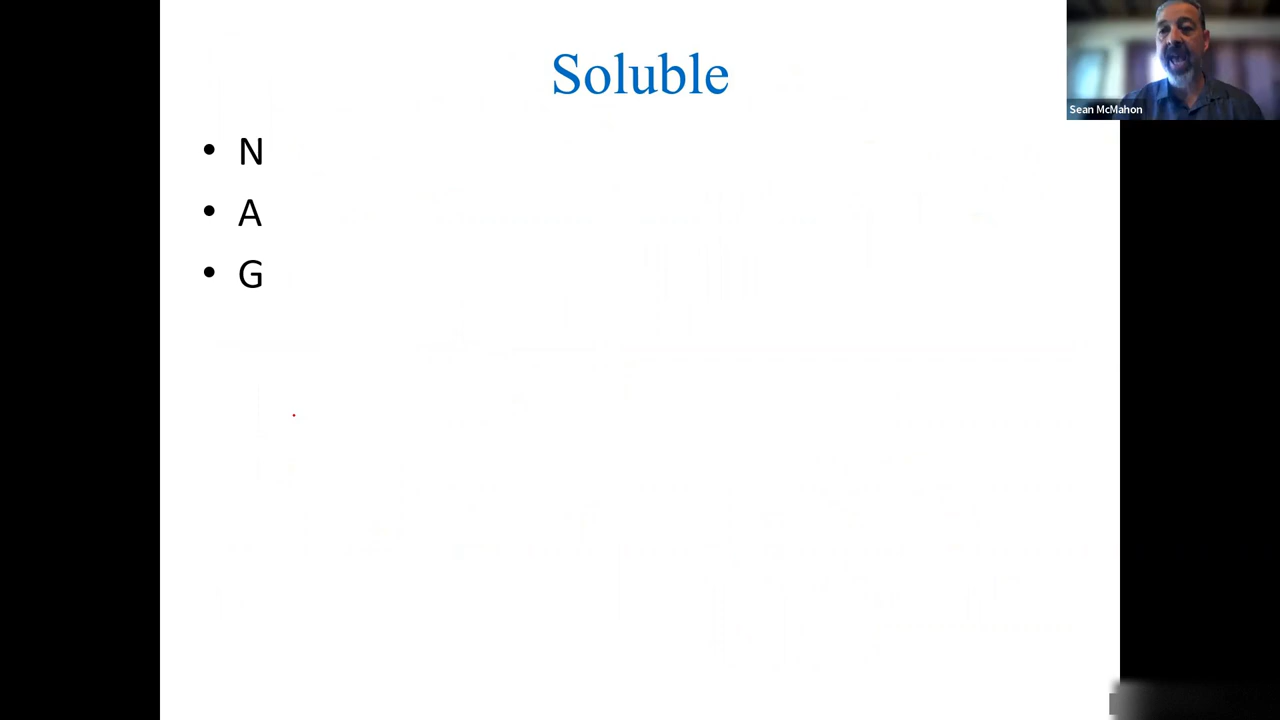 Soluble
• N
• A
• G
Sean McMahon